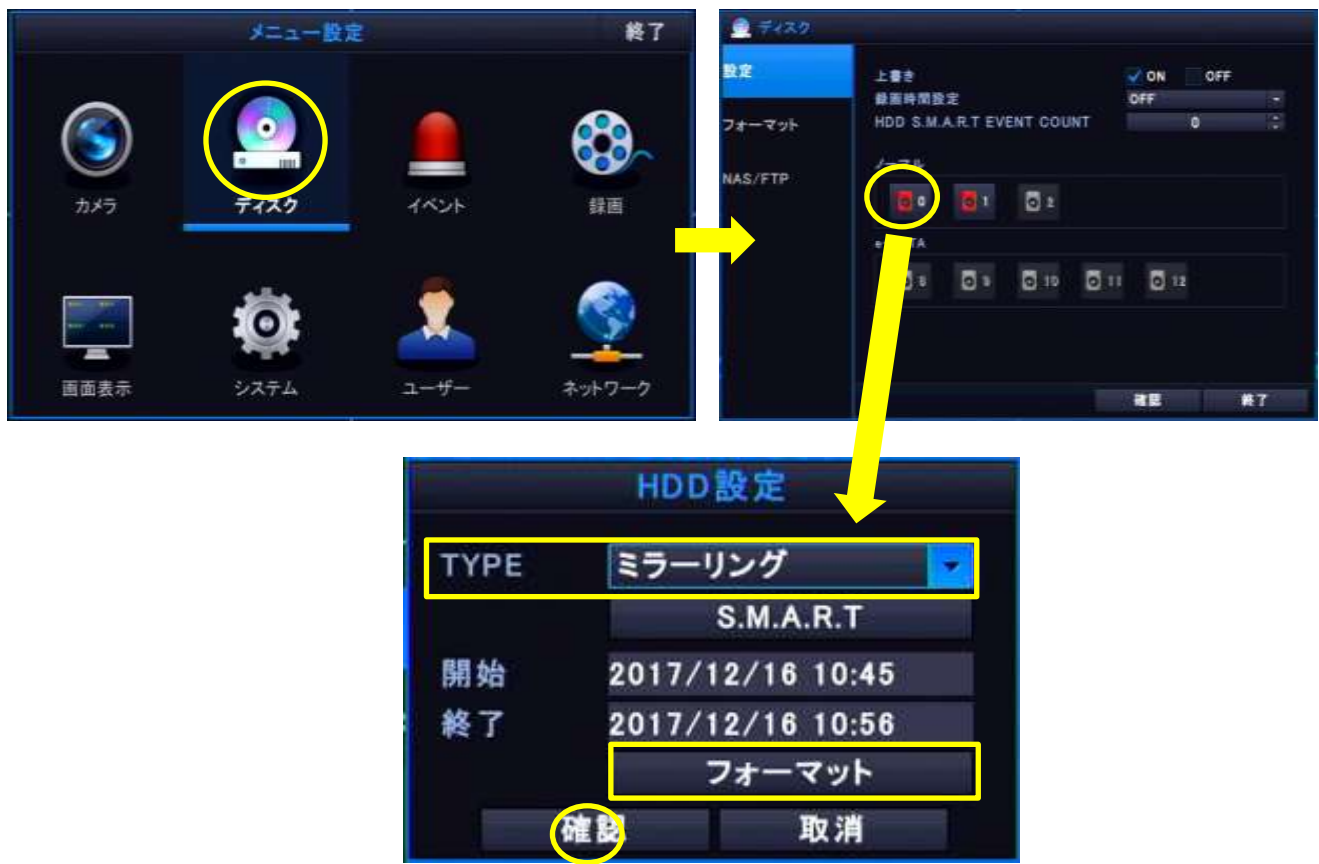 メニュー設定 終了
カメラ ディスク イベント 録画
画面表示 システム ユーザー ネットワーク
ディスク
設定
フォーマット
NAS/FTP
上書き ON OFF
録画時間設定 OFF
HDD S.M.A.R.T EVENT COUNT 0
ノーマル
0 1 2
8 9 10 11 12
確認 終了
HDD設定
TYPE ミラーリング
S.M.A.R.T
開始 2017/12/16 10:45
終了 2017/12/16 10:56
フォーマット
確認 取消